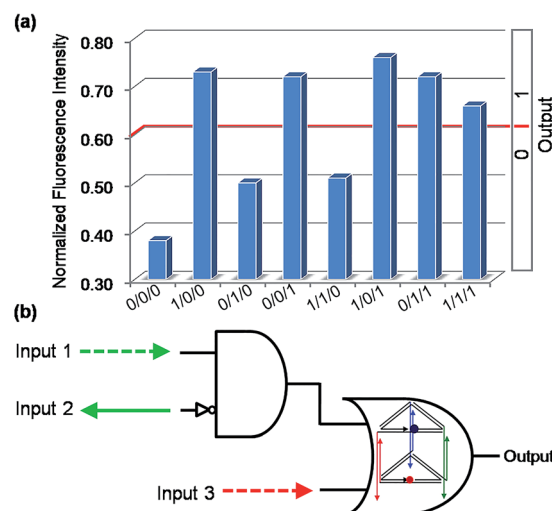 (a)
Normalized Fluorescence Intensity
0.80
0.70
0.60
0.50
0.40
0.30
0/0/0
1/0/0
0/1/0
0/0/1
1/1/0
1/0/1
0/1/1
1/1/1
1
0
Output
(b)
Input 1
Input 2
Input 3
Output